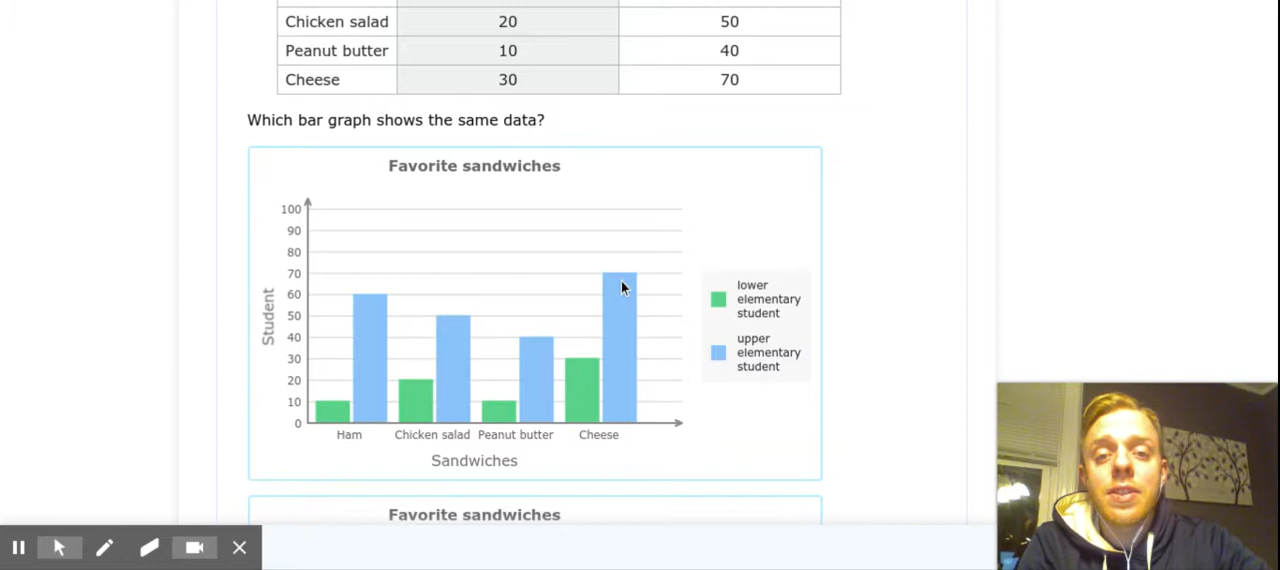 Chicken salad 20 50
Peanut butter 10 40
Cheese 30 70
Which bar graph shows the same data?
Favorite sandwiches
100
90
80
70
60
50
40
30
20
10
0
Student
Ham Chicken salad Peanut butter Cheese
Sandwiches
lower
elementary
student
upper
elementary
student
Favorite sandwiches